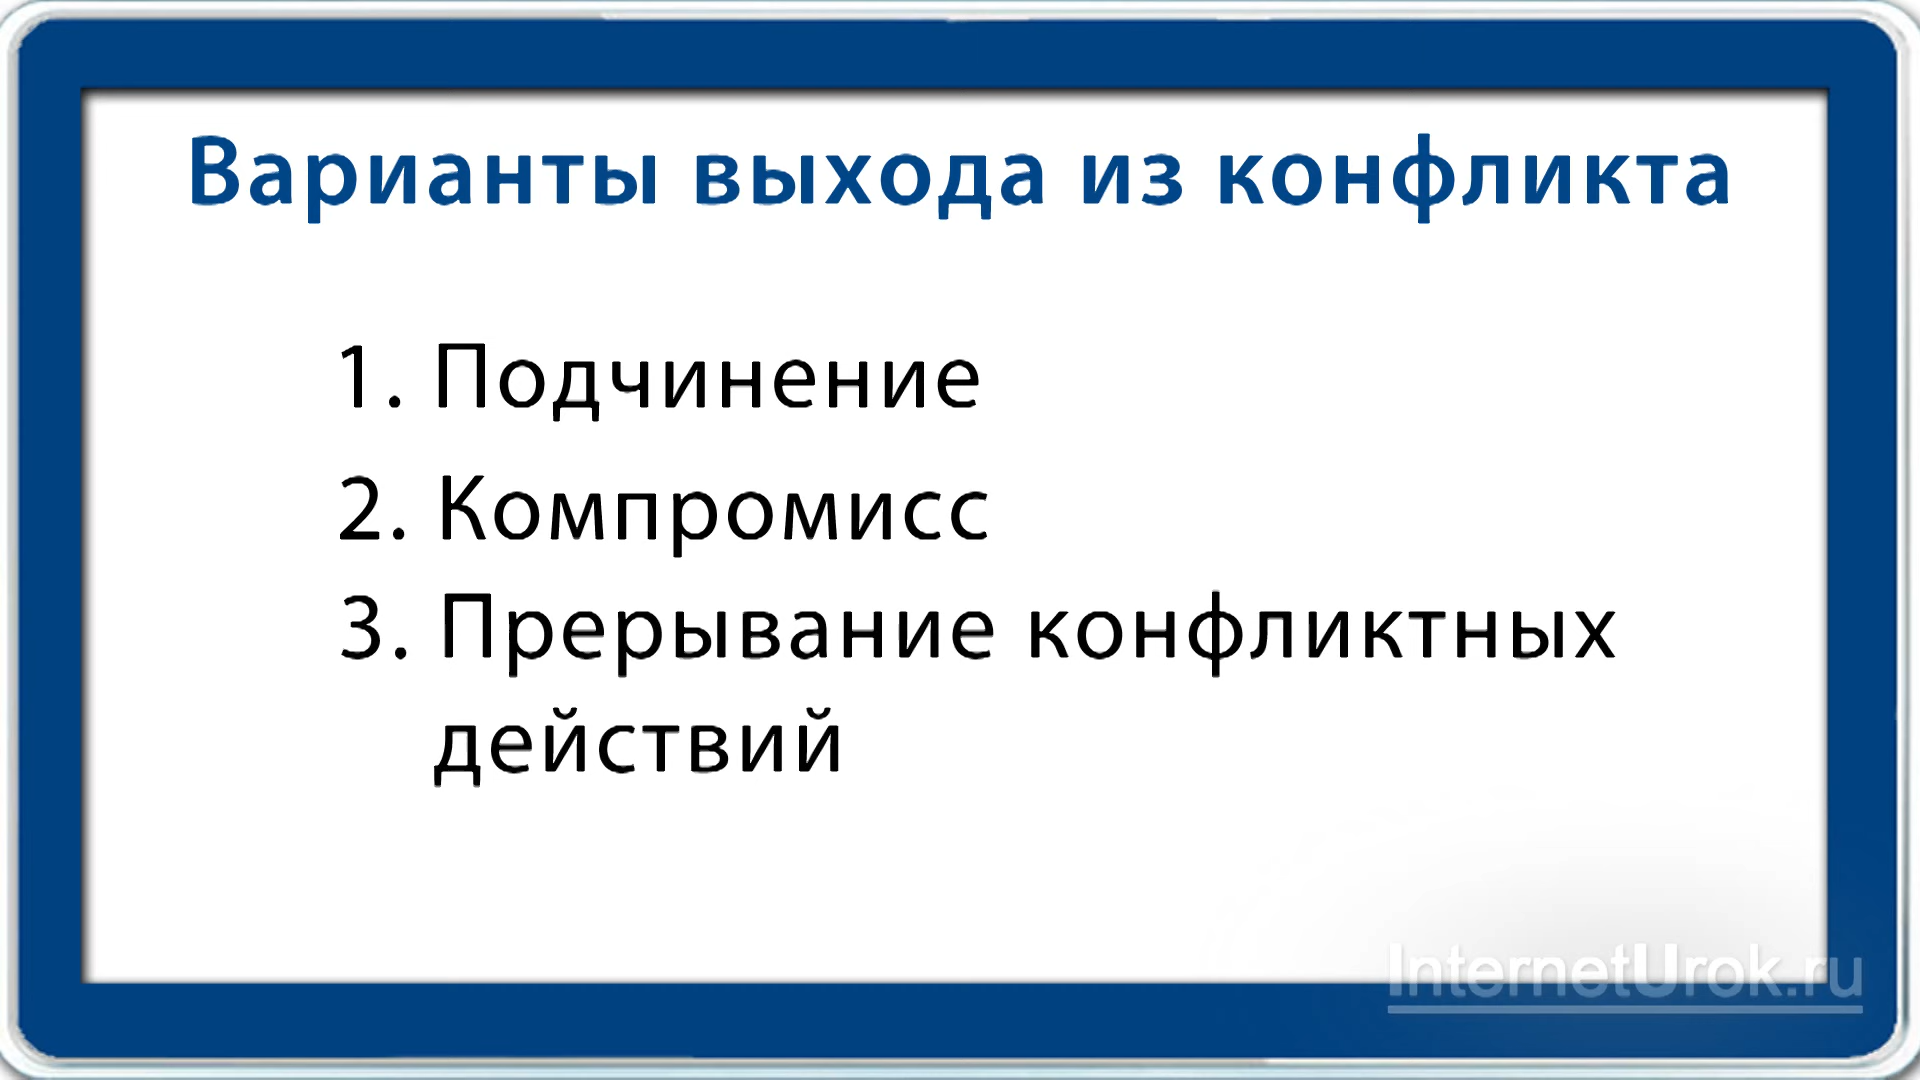 Варианты выхода из конфликта
1. Подчинение
2. Компромисс
3. Прерывание конфликтных
действий
InternetUrok.ru